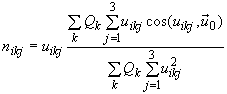 n_{ikj} = u_{ikj} \frac{\sum_{k} Q_k \sum_{j=1}^{3} u_{ikj} \cos(u_{ikj}, \vec{u}_0)}{\sum_{k} Q_k \sum_{j=1}^{3} u_{ikj}^2}